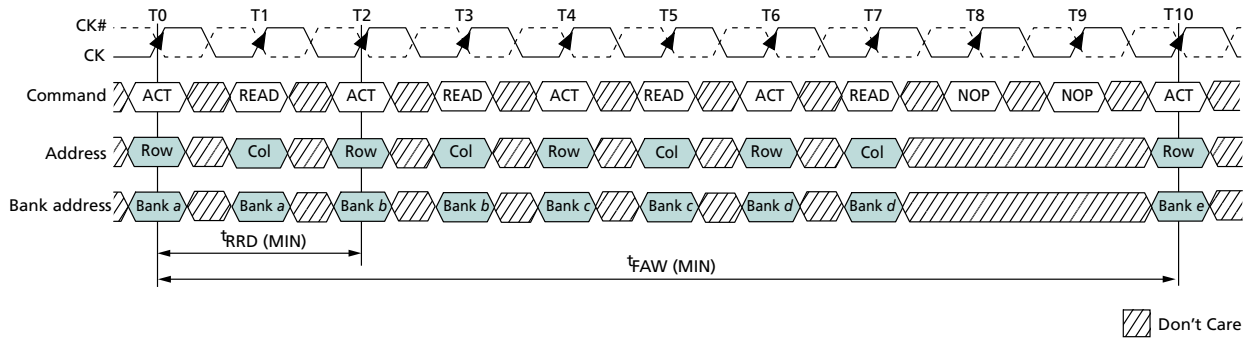 T0 T1 T2 T3 T4 T5 T6 T7 T8 T9 T10
CK#
CK
Command ACT READ ACT READ ACT READ ACT READ NOP NOP ACT
Address Row Col Row Col Row Col Row Col Row
Bank address Bank a Bank a Bank b Bank b Bank c Bank c Bank d Bank d Bank e
tRRD (MIN)
tFAW (MIN)
Don't Care